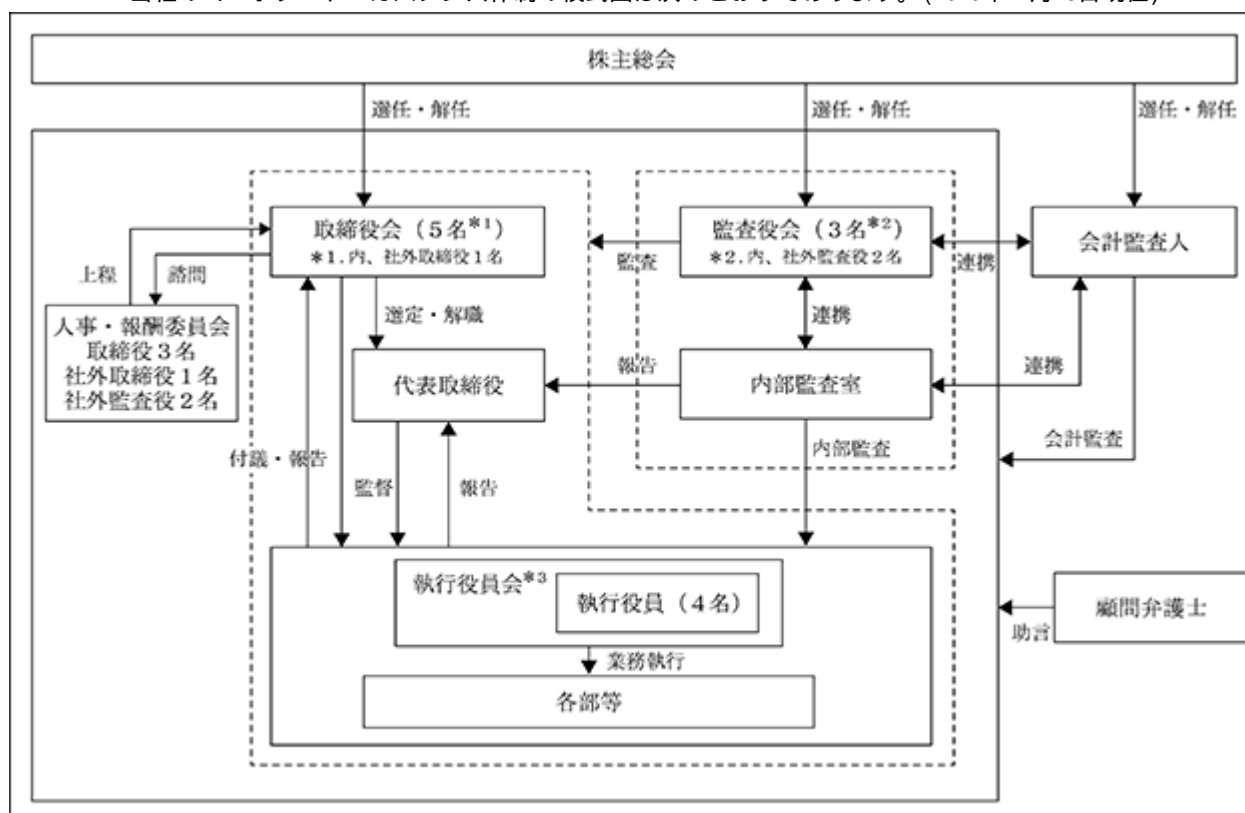 株主総会
選任・解任
選任・解任
選任・解任
取締役会（5名*1）
*1.内、社外取締役1名
監査役会（3名*2）
*2.内、社外監査役2名
会計監査人
監査
連携
上程
諮問
選定・解職
連携
人事・報酬委員会
取締役3名
社外取締役1名
社外監査役2名
代表取締役
報告
内部監査室
連携
付議・報告
監督
報告
内部監査
会計監査
執行役員会*3
執行役員（4名）
顧問弁護士
助言
業務執行
各部等